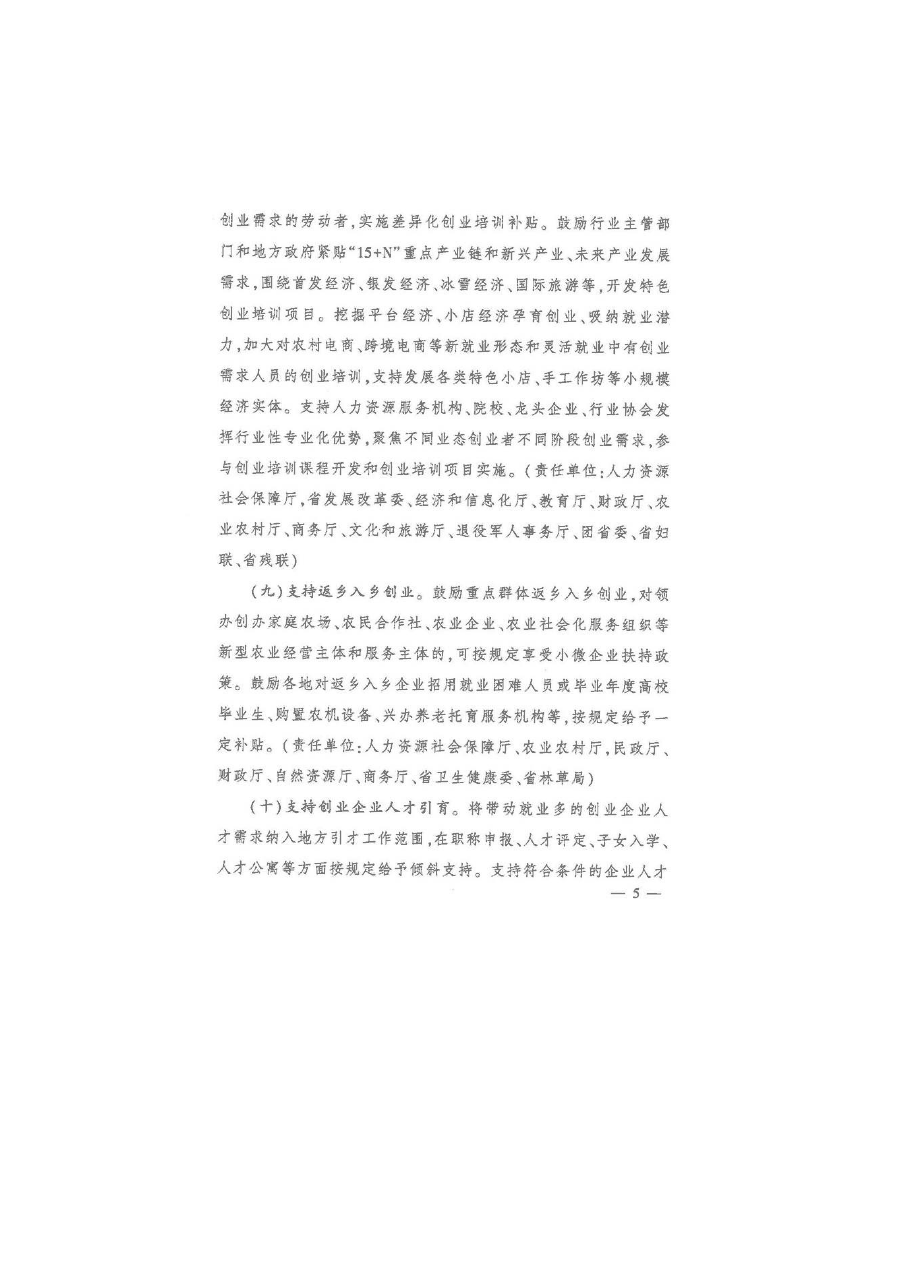 创业需求的劳动者,实施差异化创业培训补贴。鼓励行业主管部
门和地方政府紧贴“15+N”重点产业链和新兴产业、未来产业发展
需求,围绕首发经济、银发经济、冰雪经济、国际旅游等,开发特色
创业培训项目。挖掘平台经济、小店经济孕育创业、吸纳就业潜
力,加大对农村电商、跨境电商等新就业形态和灵活就业中有创业
需求人员的创业培训,支持发展各类特色小店、手工作坊等小规模
经济实体。支持人力资源服务机构、院校、龙头企业、行业协会发
挥行业性专业化优势,聚焦不同业态创业者不同阶段创业需求,参
与创业培训课程开发和创业培训项目实施。(责任单位:人力资源
社会保障厅,省发展改革委、经济和信息化厅、教育厅、财政厅、农
业农村厅、商务厅、文化和旅游厅、退役军人事务厅、团省委、省妇
联、省残联)
(九)支持返乡入乡创业。鼓励重点群体返乡入乡创业,对领
办创办家庭农场、农民合作社、农业企业、农业社会化服务组织等
新型农业经营主体和服务主体的,可按规定享受小微企业扶持政
策。鼓励各地对返乡入乡企业招用就业困难人员或毕业年度高校
毕业生、购置农机设备、兴办养老托育服务机构等,按规定给予一
定补贴。(责任单位:人力资源社会保障厅、农业农村厅,民政厅、
财政厅、自然资源厅、商务厅、省卫生健康委、省林草局)
(十)支持创业企业人才引育。将带动就业多的创业企业人
才需求纳入地方引才工作范围,在职称申报、人才评定、子女入学、
人才公寓等方面按规定给予倾斜支持。支持符合条件的企业人才
— 5 —